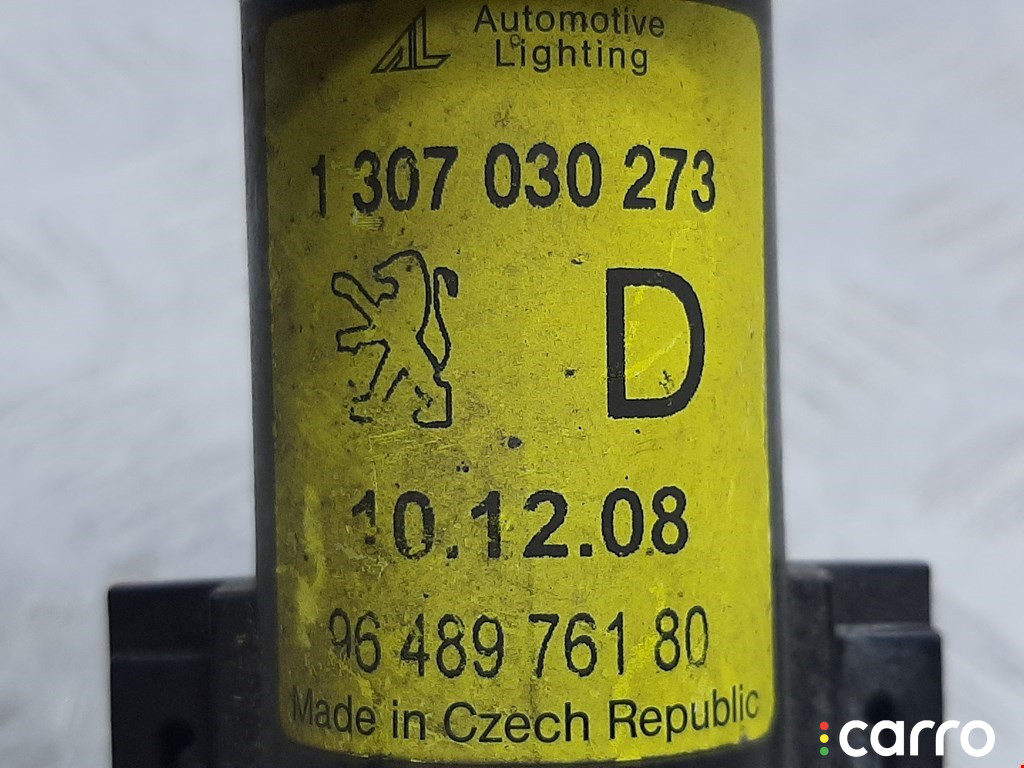 Automotive
Lighting
1 307 030 273
D
10.12.08
96 489 761 80
Made in Czech Republic
carro